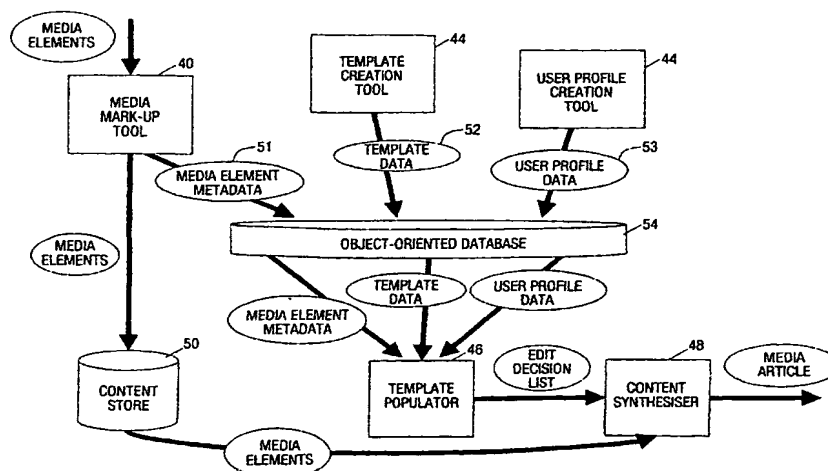 MEDIA
ELEMENTS
40
MEDIA
MARK-UP
TOOL
44
TEMPLATE
CREATION
TOOL
44
USER PROFILE
CREATION
TOOL
51
MEDIA ELEMENT
METADATA
52
TEMPLATE
DATA
53
USER PROFILE
DATA
54
OBJECT-ORIENTED DATABASE
MEDIA
ELEMENTS
MEDIA ELEMENT
METADATA
TEMPLATE
DATA
USER PROFILE
DATA
50
CONTENT
STORE
46
TEMPLATE
POPULATOR
EDIT
DECISION
LIST
48
CONTENT
SYNTHESISER
MEDIA
ARTICLE
MEDIA
ELEMENTS